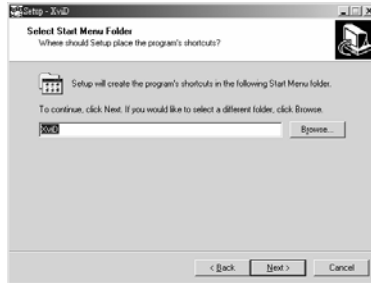 Setup - XviD
Select Start Menu Folder
Where should Setup place the program's shortcuts?
Setup will create the program's shortcuts in the following Start Menu folder.
To continue, click Next. If you would like to select a different folder, click Browse.
XviD
Browse...
< Back
Next >
Cancel